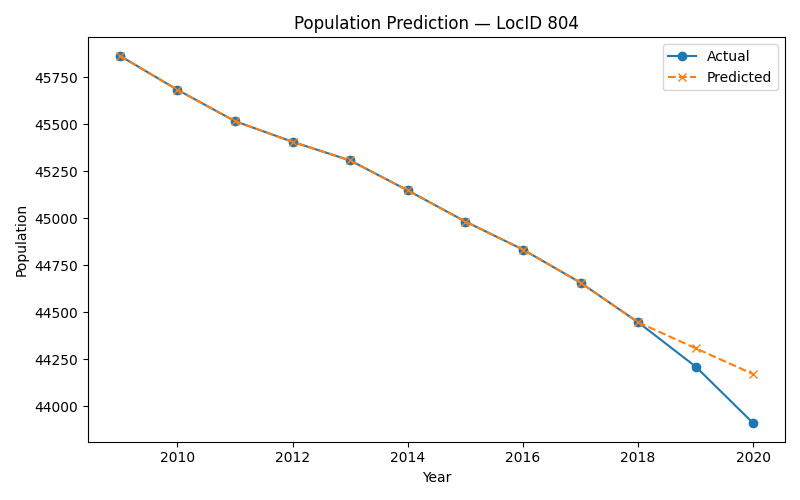 Population Prediction — LocID 804
Actual
Predicted
Population
45750
45500
45250
45000
44750
44500
44250
44000
2010 2012 2014 2016 2018 2020
Year